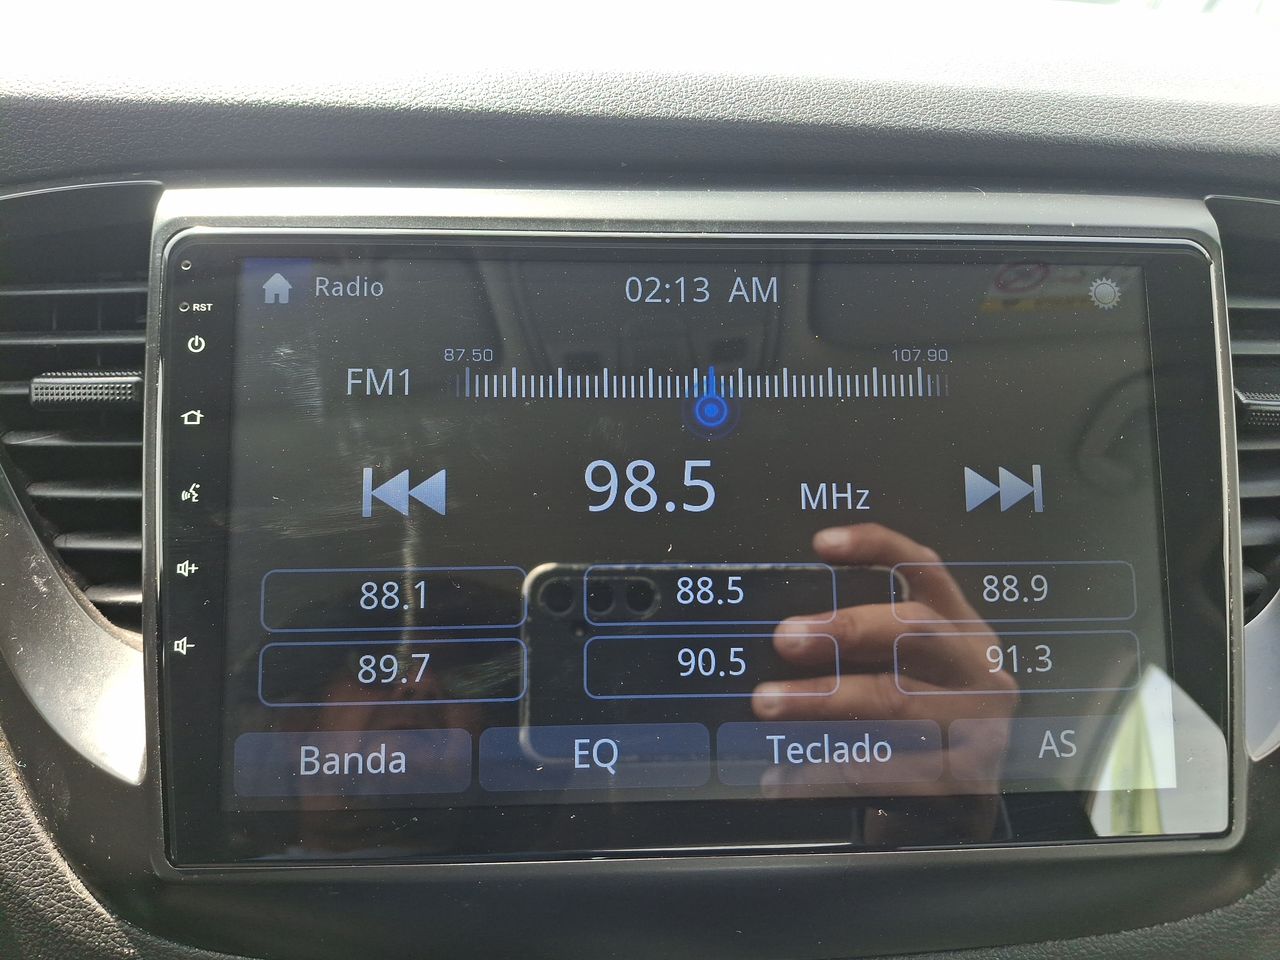 Radio 02:13 AM
RST
87.50 107.90
FM1
98.5 MHz
88.1 88.5 88.9
89.7 90.5 91.3
Banda EQ Teclado AS